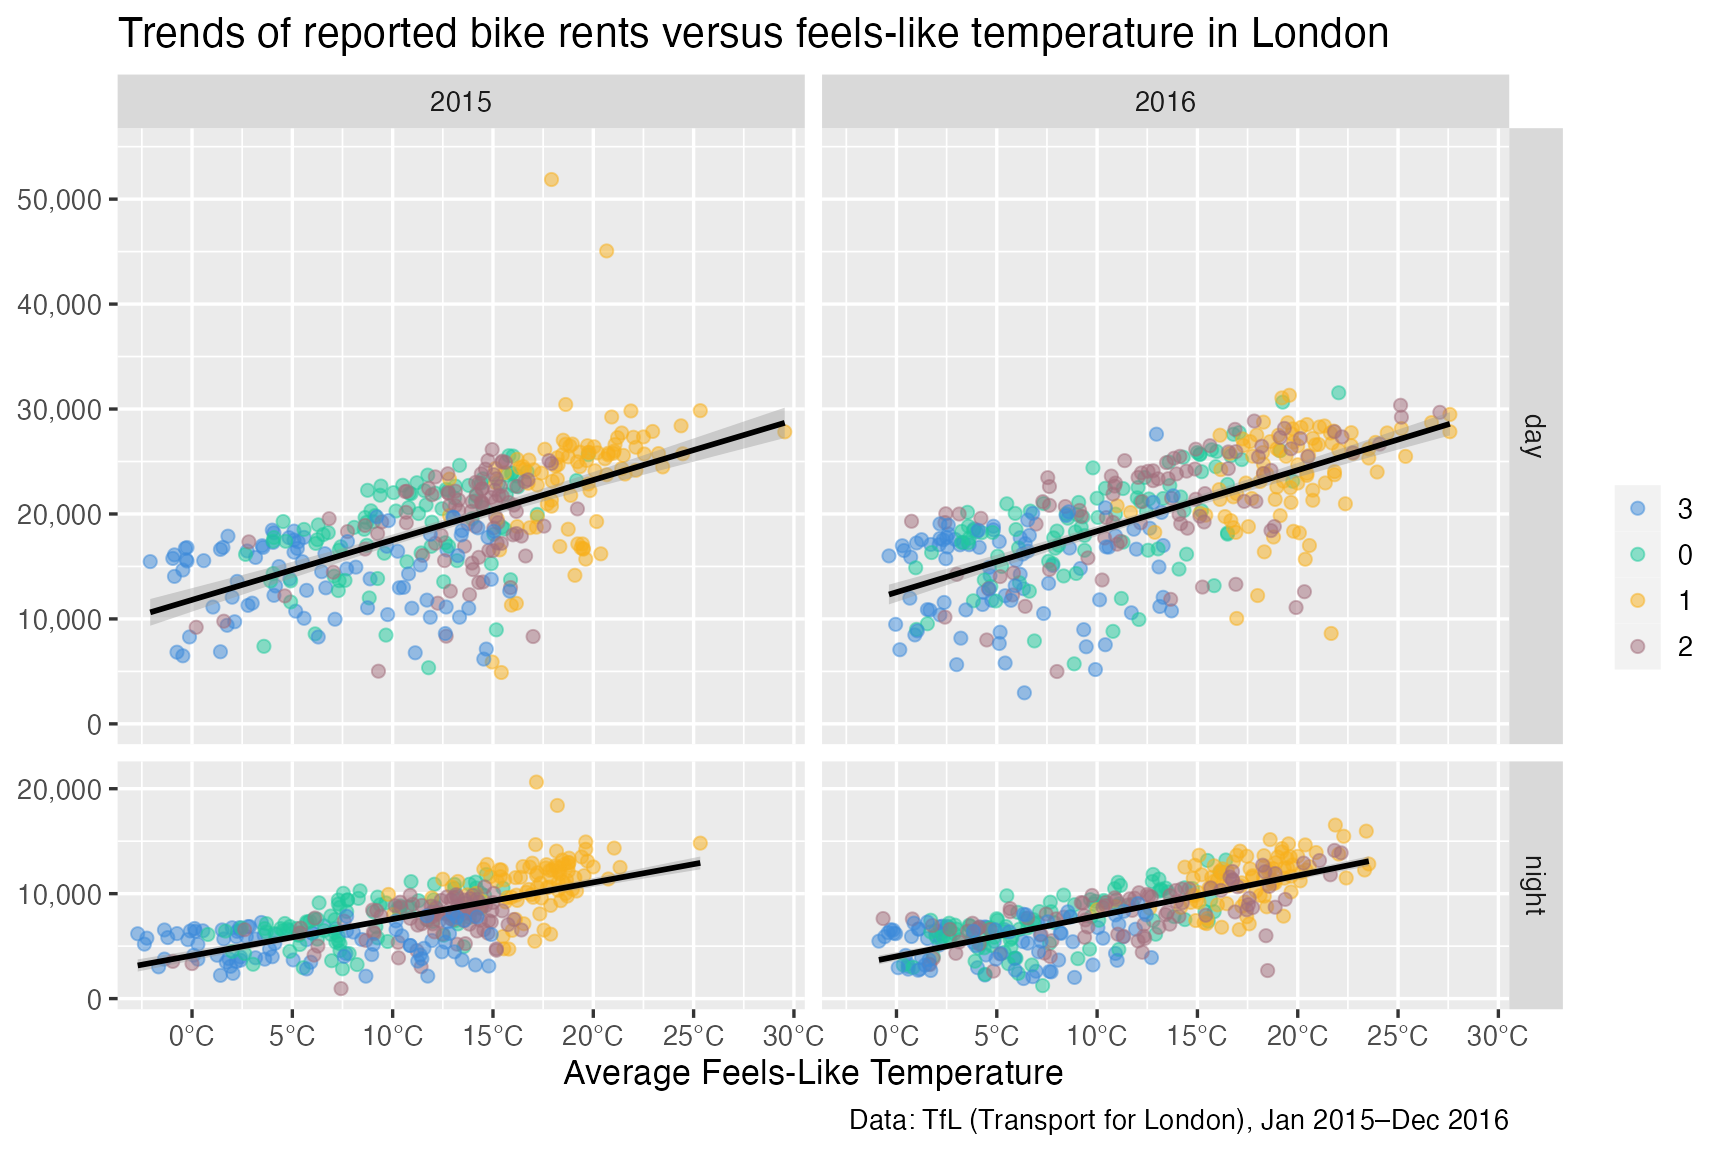 Trends of reported bike rents versus feels-like temperature in London
2015
2016
50,000
40,000
30,000
20,000
10,000
0
day
20,000
10,000
0
night
0°C 5°C 10°C 15°C 20°C 25°C 30°C
0°C 5°C 10°C 15°C 20°C 25°C 30°C
Average Feels-Like Temperature
3
0
1
2
Data: TfL (Transport for London), Jan 2015–Dec 2016